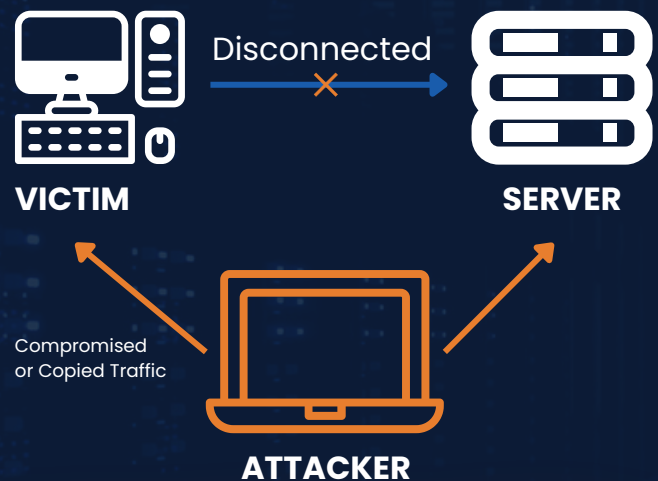 Disconnected
VICTIM
SERVER
Compromised
or Copied Traffic
ATTACKER